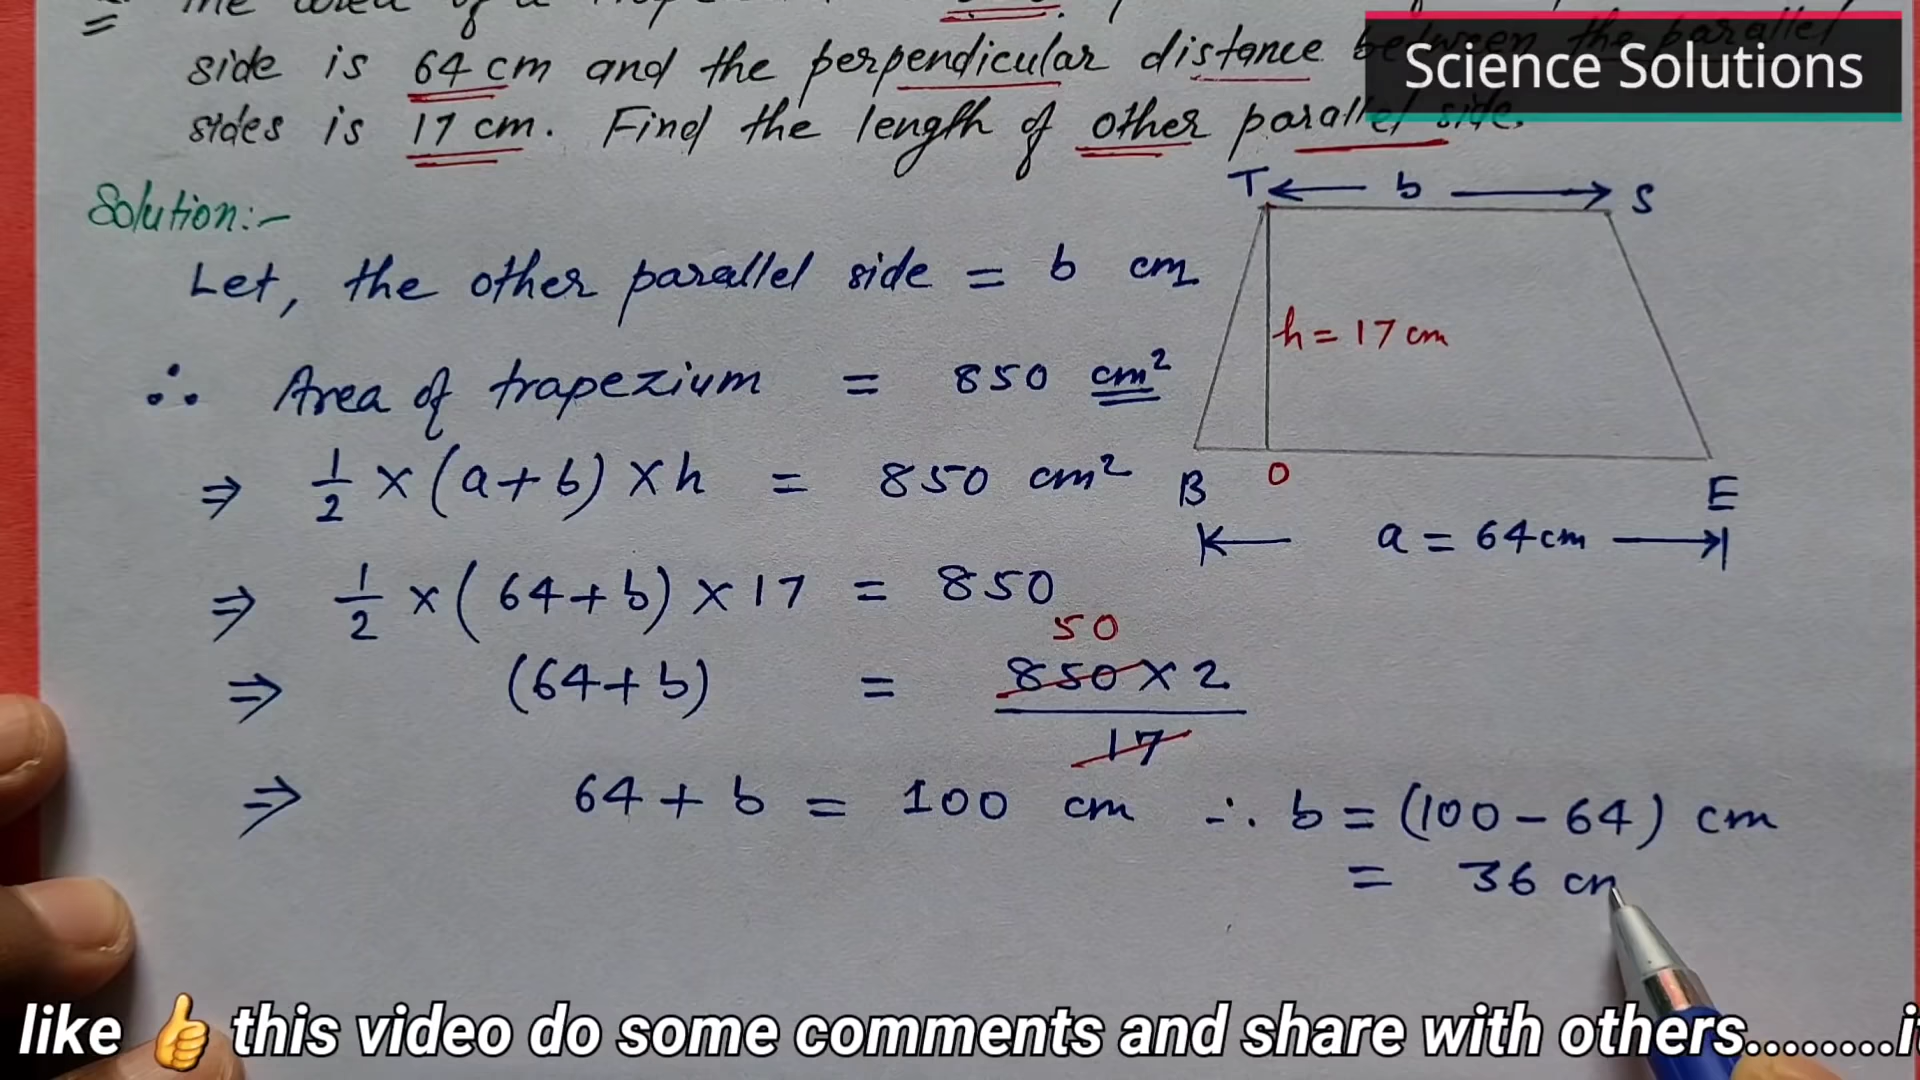 side is 64 cm and the perpendicular distance between the parallel
Science Solutions
sides is 17 cm. Find the length of other parallel side.
Solution:-
T b S
Let, the other parallel side = b cm
h = 17 cm
∴ Area of trapezium = 850 cm²
⇒ 1/2 × (a + b) × h = 850 cm²
B O E
a = 64 cm
⇒ 1/2 × (64 + b) × 17 = 850
50
⇒ (64 + b) = 850 × 2 / 17
⇒ 64 + b = 100 cm ∴ b = (100 - 64) cm
= 36 cm
like 👍 this video do some comments and share with others........